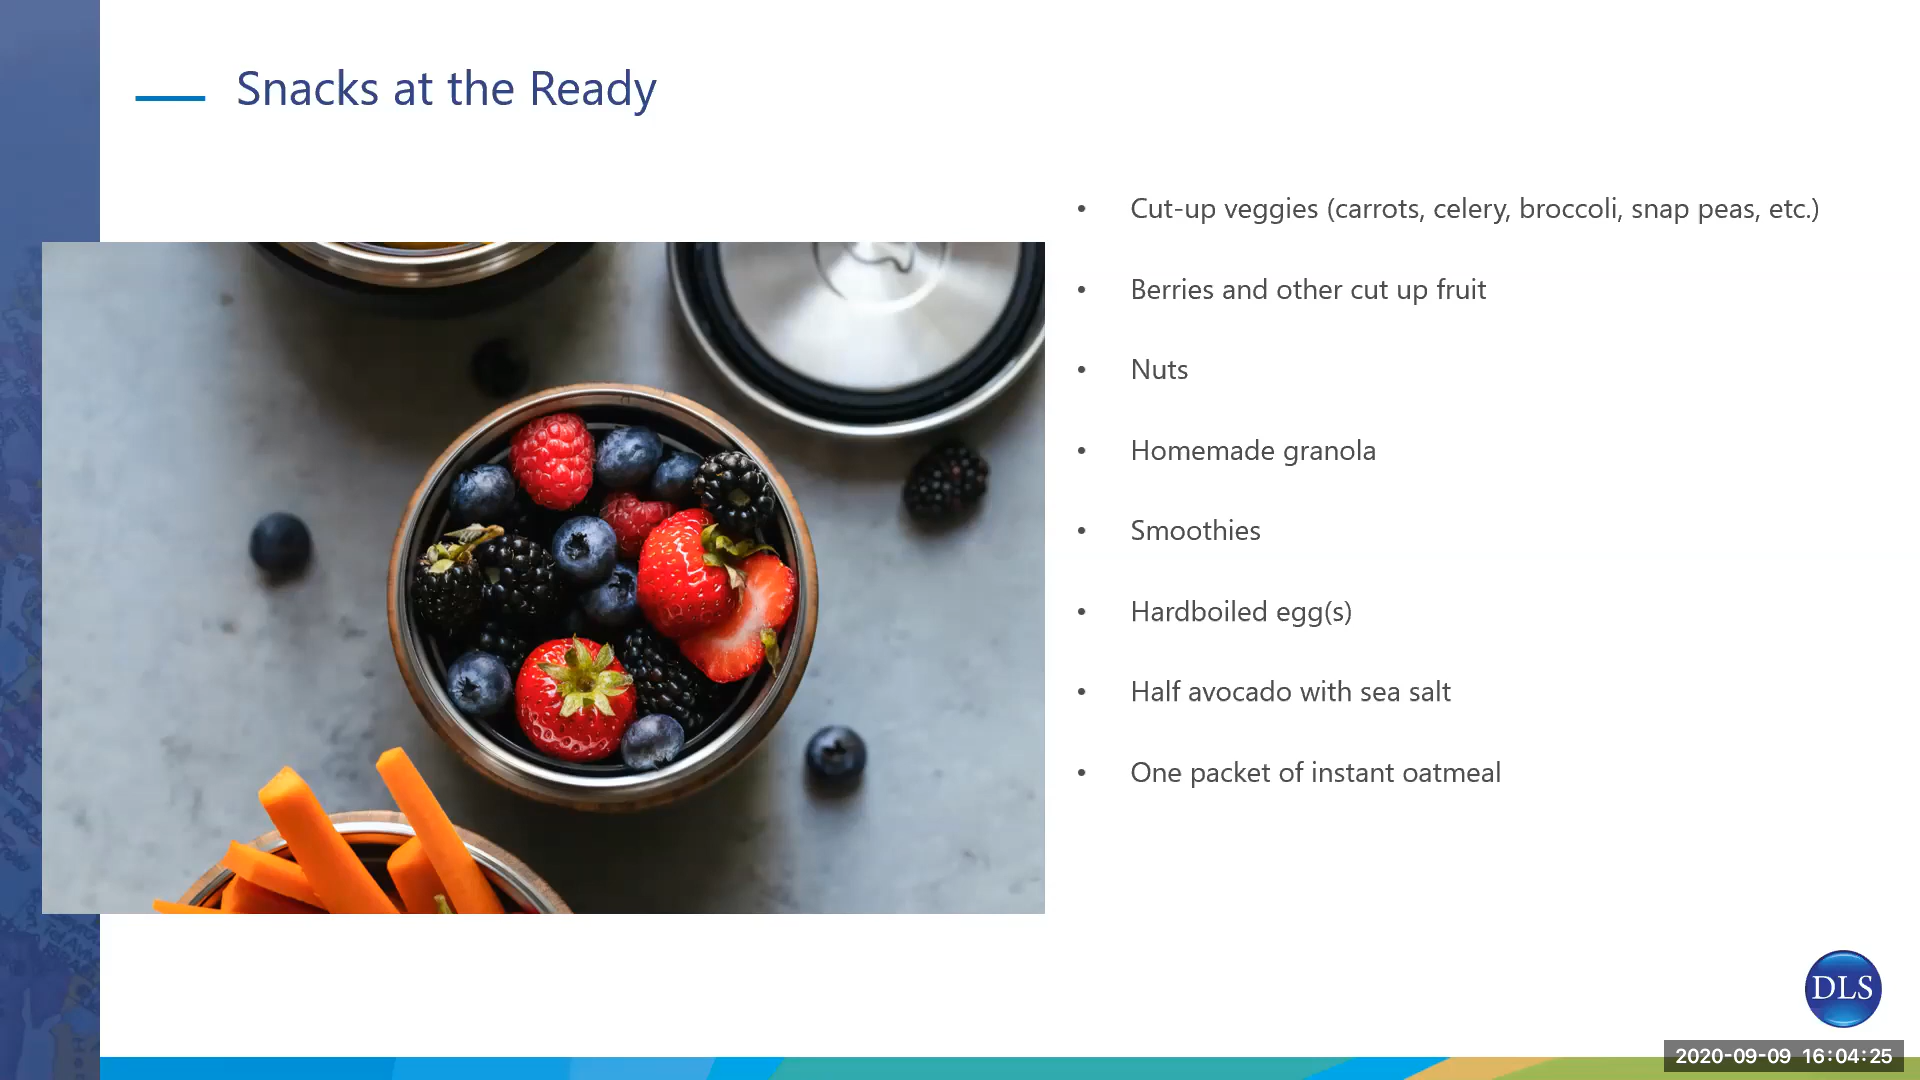 Snacks at the Ready
• Cut-up veggies (carrots, celery, broccoli, snap peas, etc.)
• Berries and other cut up fruit
• Nuts
• Homemade granola
• Smoothies
• Hardboiled egg(s)
• Half avocado with sea salt
• One packet of instant oatmeal
DLS
2020-09-09 16:04:25